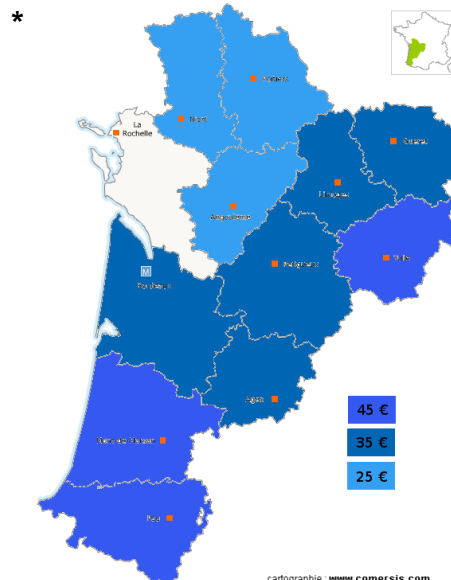 *
Poitiers
Niort
La
Rochelle
Gueret
Limoges
Angoulême
Tulle
Périgueux
M
Bordeaux
Agen
45 €
35 €
Mont de Marsan
25 €
Pau
cartographie : www.comersis.com